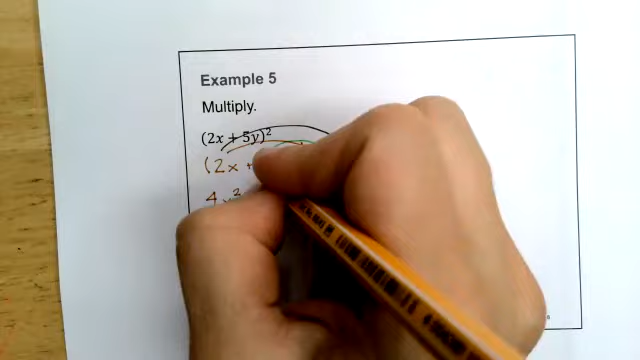 Example 5
Multiply.
(2x + 5y)²
(2x +
4x²